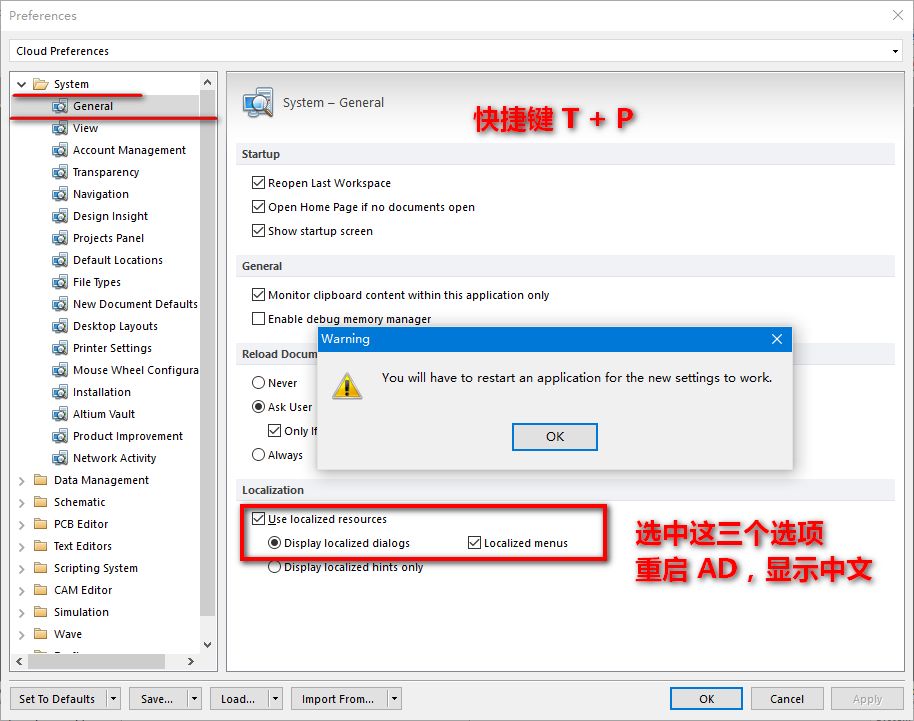 Preferences
Cloud Preferences
System
General
View
Account Management
Transparency
Navigation
Design Insight
Projects Panel
Default Locations
File Types
New Document Defaults
Desktop Layouts
Printer Settings
Mouse Wheel Configura
Installation
Altium Vault
Product Improvement
Network Activity
Data Management
Schematic
PCB Editor
Text Editors
Scripting System
CAM Editor
Simulation
Wave
System – General
快捷键 T + P
Startup
Reopen Last Workspace
Open Home Page if no documents open
Show startup screen
General
Monitor clipboard content within this application only
Enable debug memory manager
Reload Docum
Never
Ask User
Only If
Always
Warning
You will have to restart an application for the new settings to work.
OK
Localization
Use localized resources
Display localized dialogs
Localized menus
Display localized hints only
选中这三个选项
重启 AD，显示中文
Set To Defaults
Save...
Load...
Import From...
OK
Cancel
Apply